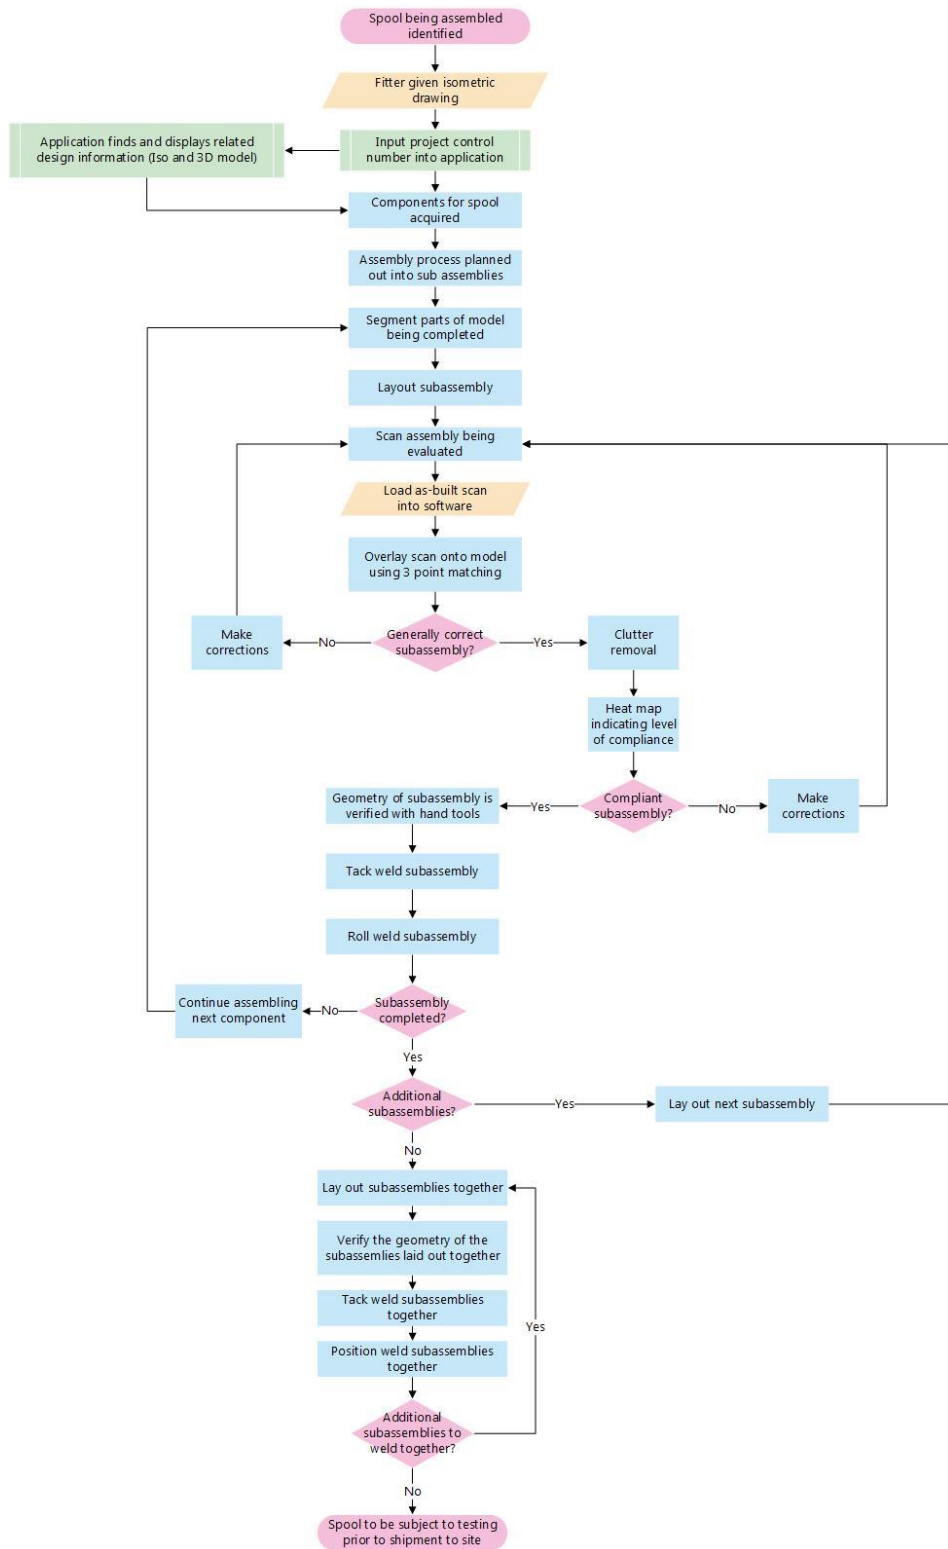 Spool being assembled
identified
Fitter given isometric
drawing
Application finds and displays related
design information (Iso and 3D model)
Input project control
number into application
Components for spool
acquired
Assembly process planned
out into sub assemblies
Segment parts of model
being completed
Layout subassembly
Scan assembly being
evaluated
Load as-built scan
into software
Overlay scan onto model
using 3 point matching
Make
corrections
No
Generally correct
subassembly?
Yes
Clutter
removal
Heat map
indicating level
of compliance
Geometry of subassembly is
verified with hand tools
Yes
Compliant
subassembly?
No
Make
corrections
Tack weld subassembly
Roll weld subassembly
Continue assembling
next component
No
Subassembly
completed?
Yes
Additional
subassemblies?
Yes
Lay out next subassembly
No
Lay out subassemblies together
Verify the geometry of the
subassemlies laid out together
Tack weld subassemblies
together
Yes
Position weld subassemblies
together
Additional
subassemblies to
weld together?
No
Spool to be subject to testing
prior to shipment to site